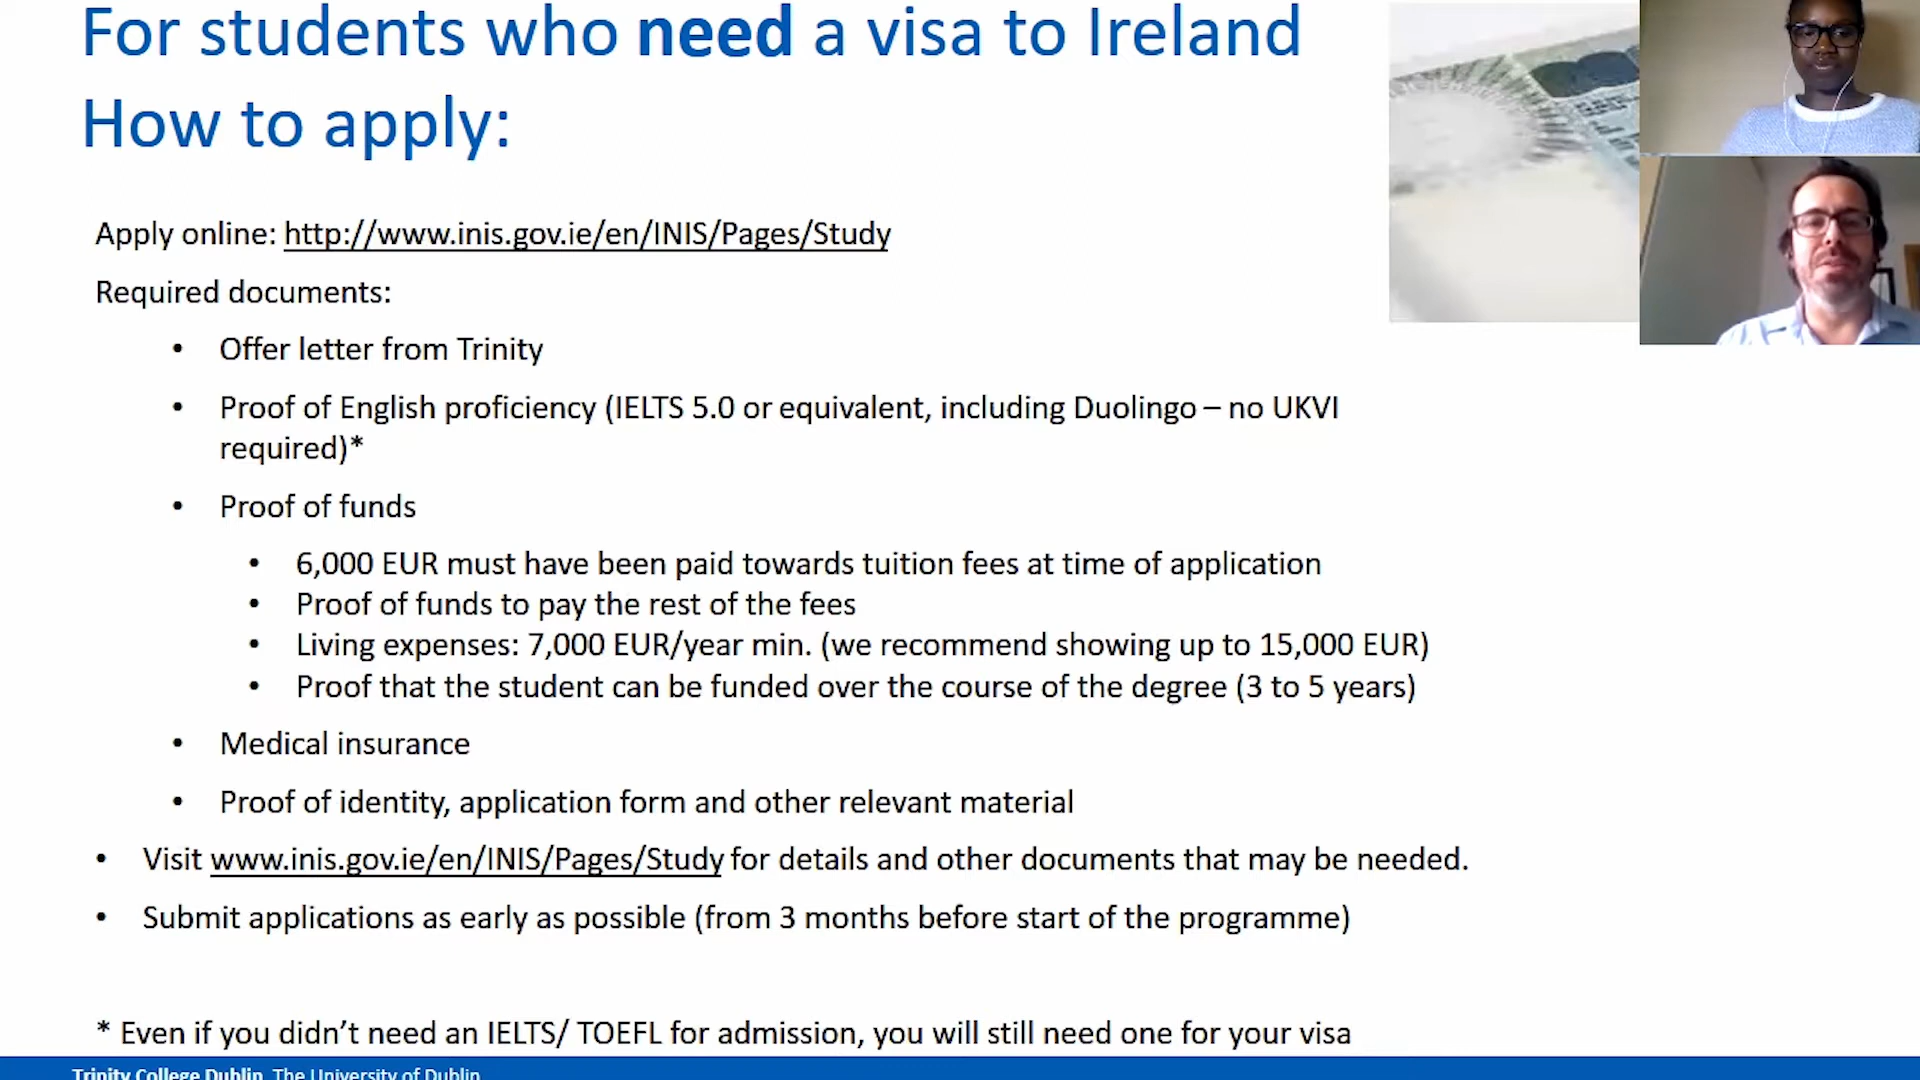 For students who need a visa to Ireland
How to apply:
Apply online: http://www.inis.gov.ie/en/INIS/Pages/Study
Required documents:
• Offer letter from Trinity
• Proof of English proficiency (IELTS 5.0 or equivalent, including Duolingo – no UKVI
required)*
• Proof of funds
• 6,000 EUR must have been paid towards tuition fees at time of application
• Proof of funds to pay the rest of the fees
• Living expenses: 7,000 EUR/year min. (we recommend showing up to 15,000 EUR)
• Proof that the student can be funded over the course of the degree (3 to 5 years)
• Medical insurance
• Proof of identity, application form and other relevant material
• Visit www.inis.gov.ie/en/INIS/Pages/Study for details and other documents that may be needed.
• Submit applications as early as possible (from 3 months before start of the programme)
* Even if you didn’t need an IELTS/ TOEFL for admission, you will still need one for your visa
Trinity College Dublin, The University of Dublin